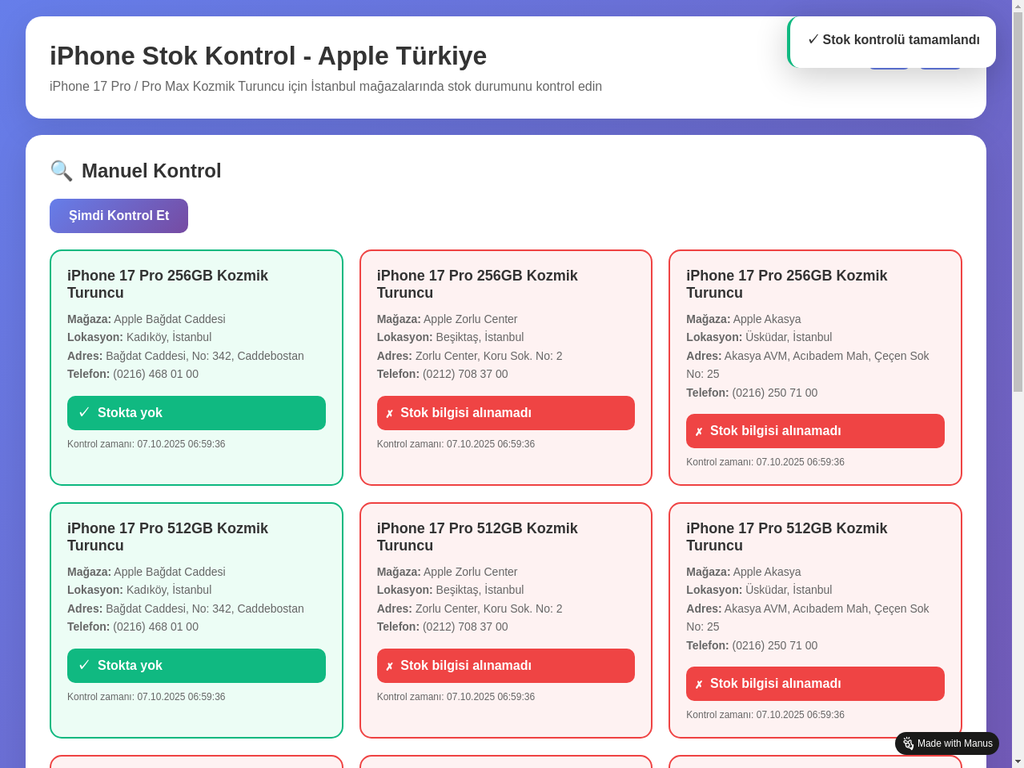 iPhone Stok Kontrol - Apple Türkiye
iPhone 17 Pro / Pro Max Kozmik Turuncu için İstanbul mağazalarında stok durumunu kontrol edin
✓ Stok kontrolü tamamlandı
🔍 Manuel Kontrol
Şimdi Kontrol Et
iPhone 17 Pro 256GB Kozmik
Turuncu
Mağaza: Apple Bağdat Caddesi
Lokasyon: Kadıköy, İstanbul
Adres: Bağdat Caddesi, No: 342, Caddebostan
Telefon: (0216) 468 01 00
✓ Stokta yok
Kontrol zamanı: 07.10.2025 06:59:36
iPhone 17 Pro 256GB Kozmik
Turuncu
Mağaza: Apple Zorlu Center
Lokasyon: Beşiktaş, İstanbul
Adres: Zorlu Center, Koru Sok. No: 2
Telefon: (0212) 708 37 00
✗ Stok bilgisi alınamadı
Kontrol zamanı: 07.10.2025 06:59:36
iPhone 17 Pro 256GB Kozmik
Turuncu
Mağaza: Apple Akasya
Lokasyon: Üsküdar, İstanbul
Adres: Akasya AVM, Acıbadem Mah, Çeçen Sok
No: 25
Telefon: (0216) 250 71 00
✗ Stok bilgisi alınamadı
Kontrol zamanı: 07.10.2025 06:59:36
iPhone 17 Pro 512GB Kozmik
Turuncu
Mağaza: Apple Bağdat Caddesi
Lokasyon: Kadıköy, İstanbul
Adres: Bağdat Caddesi, No: 342, Caddebostan
Telefon: (0216) 468 01 00
✓ Stokta yok
Kontrol zamanı: 07.10.2025 06:59:36
iPhone 17 Pro 512GB Kozmik
Turuncu
Mağaza: Apple Zorlu Center
Lokasyon: Beşiktaş, İstanbul
Adres: Zorlu Center, Koru Sok. No: 2
Telefon: (0212) 708 37 00
✗ Stok bilgisi alınamadı
Kontrol zamanı: 07.10.2025 06:59:36
iPhone 17 Pro 512GB Kozmik
Turuncu
Mağaza: Apple Akasya
Lokasyon: Üsküdar, İstanbul
Adres: Akasya AVM, Acıbadem Mah, Çeçen Sok
No: 25
Telefon: (0216) 250 71 00
✗ Stok bilgisi alınamadı
Kontrol zamanı: 07.10.2025 06:59:36
Made with Manus